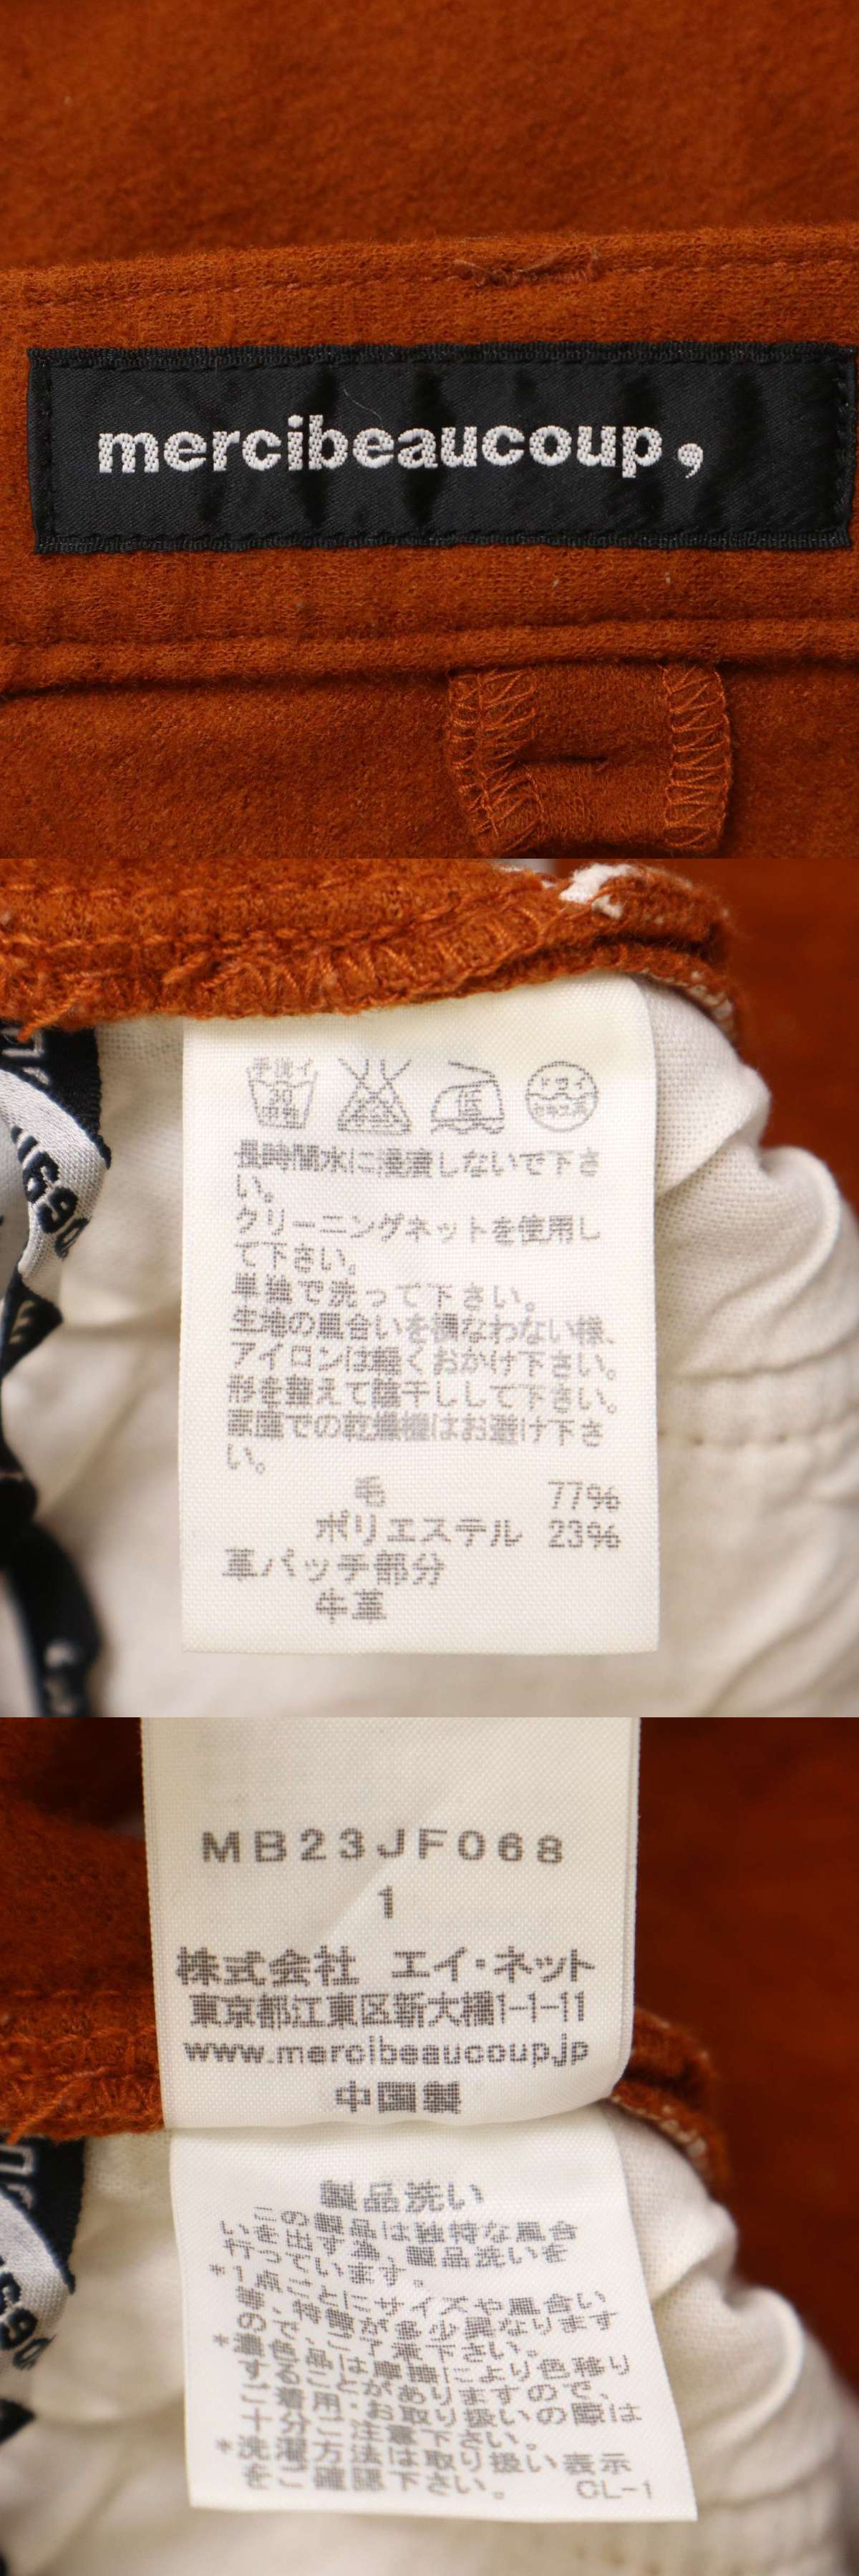 mercibeaucoup,
手洗イ
30
中性
エンソ
サラシ
中
ドライ
セキユ系
長時間水に浸漬しないで下さ
い。
クリーニングネットを使用し
て下さい。
単独で洗って下さい。
生地の風合いを損なわない様、
アイロンは軽くおかけ下さい。
形を整えて陰干しして下さい。
家庭での乾燥機はお避け下さ
い。
毛 77%
ポリエステル 23%
革パッチ部分
牛革
MB23JF068
1
株式会社 エイ・ネット
東京都江東区新大橋1-1-11
www.mercibeaucoup.jp
中国製
製品洗い
この製品は独特な風合
いを出す為、製品洗いを
行っています。
*1点ごとにサイズや風合い
等の特徴が多少異なります
ので、ご了承下さい。
*濃色品は摩擦により色移り
することがありますので、
ご着用・お取り扱いの際は
十分ご注意下さい。
*洗濯方法は取り扱い表示
をご確認下さい。 CL-1